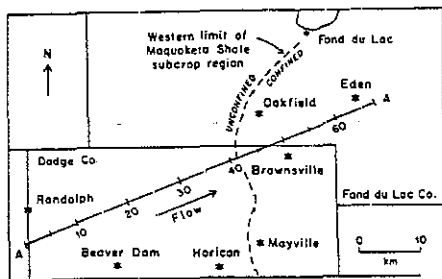 Western limit of
Maquoketa Shale
subcrop region
Fond du Lac
N
UNCONFINED
CONFINED
Eden
Oakfield
A
60
50
Dodge Co.
40
Brownsville
Randolph
30
20
Flow
Fond du Lac Co.
10
A
Beaver Dam
Horicon
Mayville
0
10
km